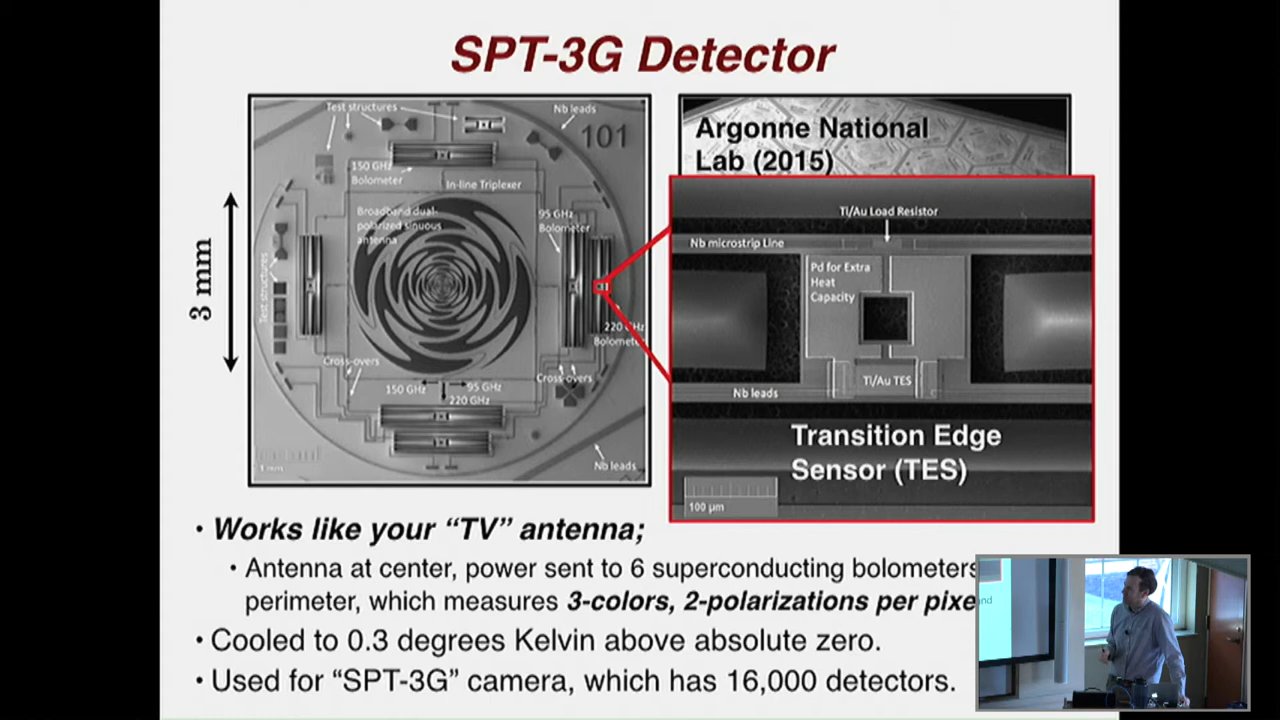 SPT-3G Detector
Test structures
Nb leads
101
150 GHz
Bolometer
In-line Triplexer
Broadband dual-
polarized sinuous
antenna
95 GHz
Bolometer
Test structures
3 mm
220 GHz
Bolometer
Cross-overs
Cross-overs
150 GHz
95 GHz
220 GHz
Nb leads
Argonne National
Lab (2015)
Ti/Au Load Resistor
Nb microstrip Line
Pd for Extra
Heat
Capacity
Ti/Au TES
Nb leads
Transition Edge
Sensor (TES)
100 µm
• Works like your “TV” antenna;
• Antenna at center, power sent to 6 superconducting bolometers
perimeter, which measures 3-colors, 2-polarizations per pixe
• Cooled to 0.3 degrees Kelvin above absolute zero.
• Used for “SPT-3G” camera, which has 16,000 detectors.